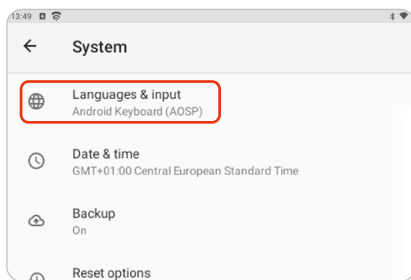 13:49
System
Languages & input
Android Keyboard (AOSP)
Date & time
GMT+01:00 Central European Standard Time
Backup
On
Reset options